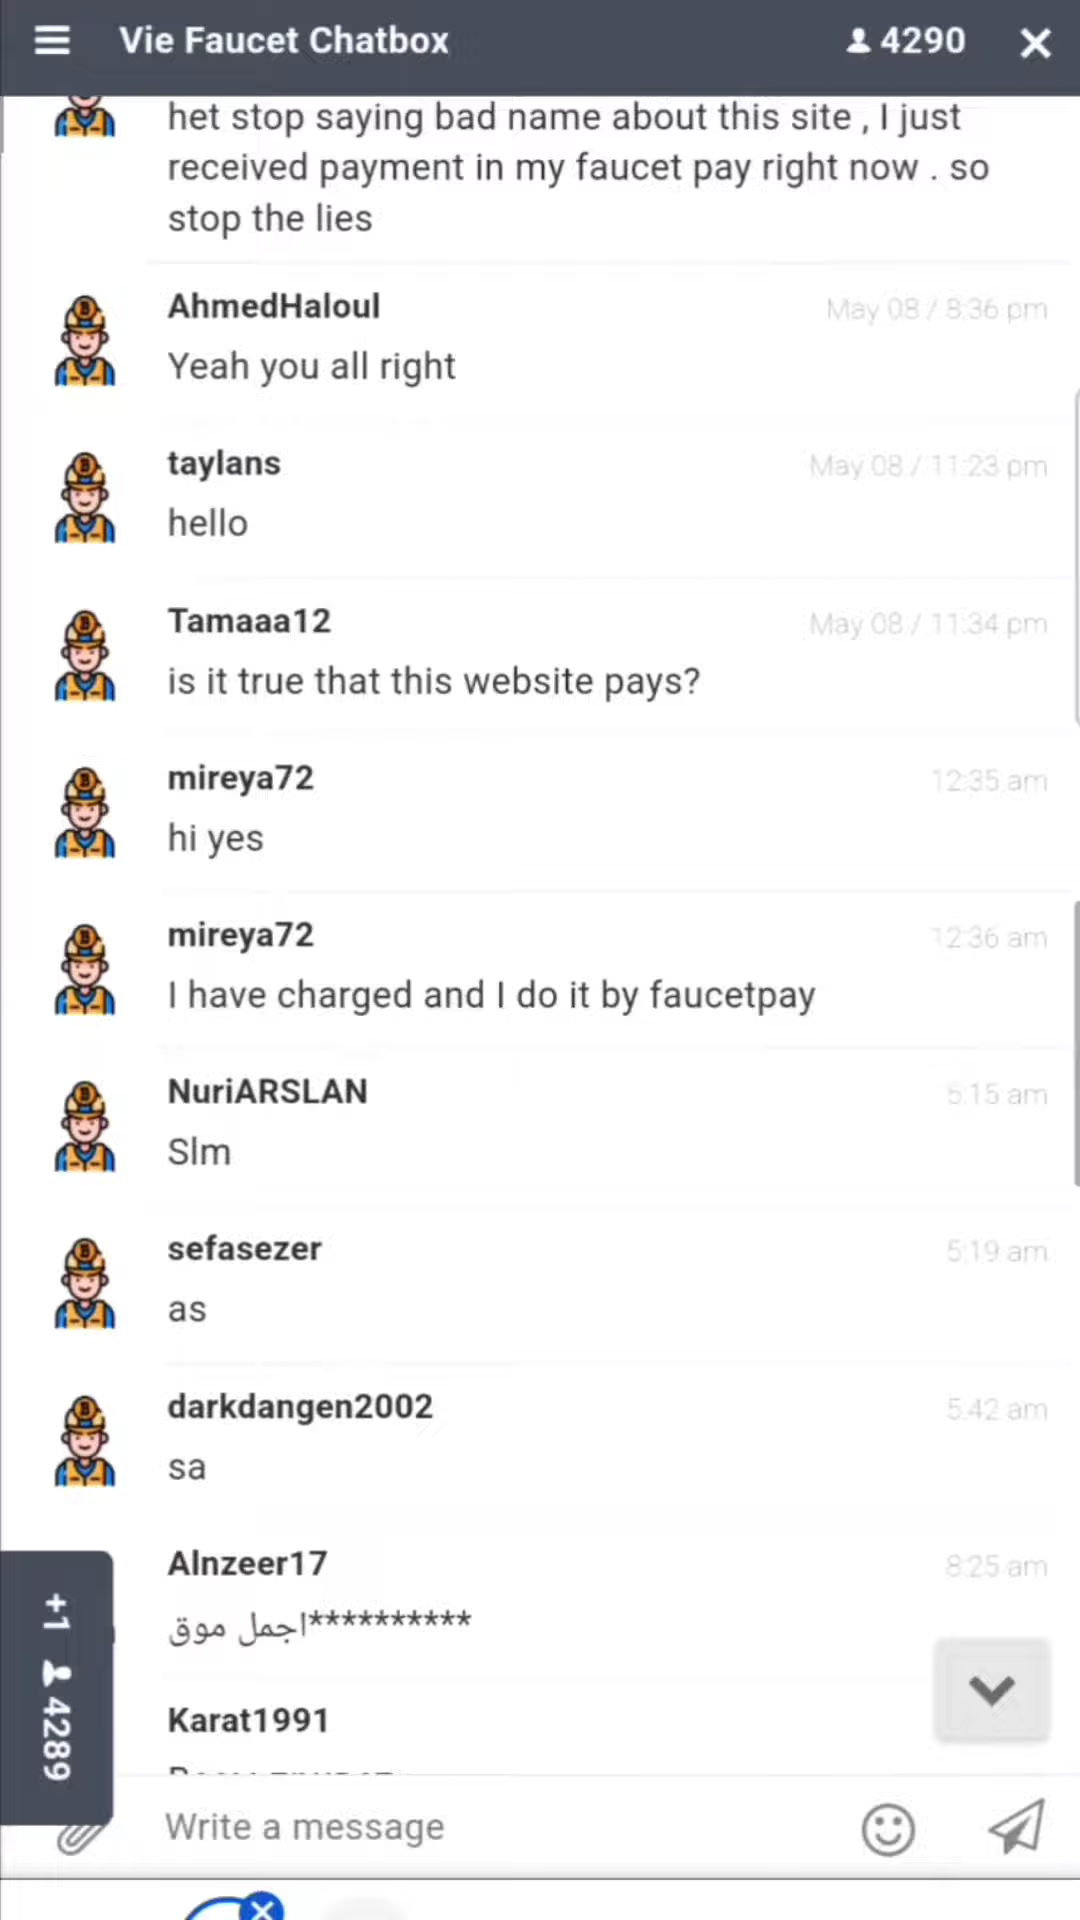 Vie Faucet Chatbox
4290
het stop saying bad name about this site , I just
received payment in my faucet pay right now . so
stop the lies
AhmedHaloul
May 08 / 8:36 pm
Yeah you all right
taylans
May 08 / 11:23 pm
hello
Tamaaa12
May 08 / 11:34 pm
is it true that this website pays?
mireya72
12:35 am
hi yes
mireya72
12:36 am
I have charged and I do it by faucetpay
NuriARSLAN
5:15 am
Slm
sefasezer
5:19 am
as
darkdangen2002
5:42 am
sa
Alnzeer17
8:25 am
اجمل موق**********
Karat1991
+1 4289
Write a message